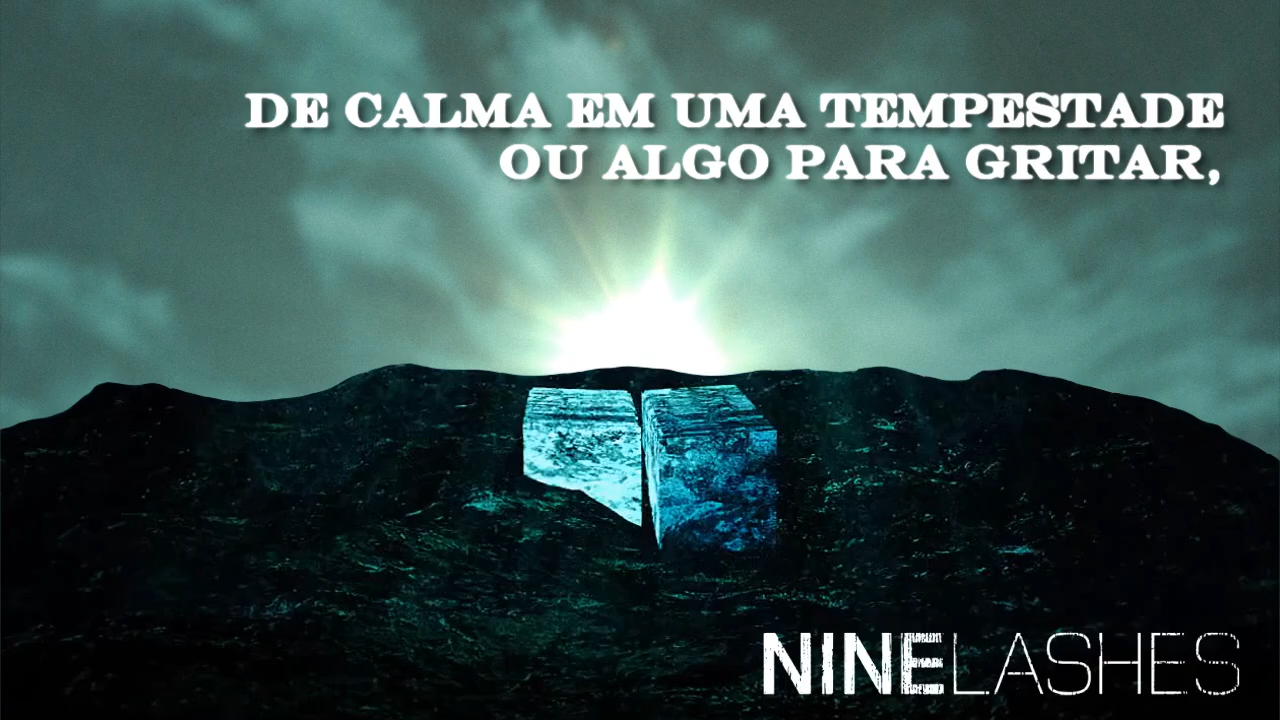 DE CALMA EM UMA TEMPESTADE
OU ALGO PARA GRITAR,
NINELASHES